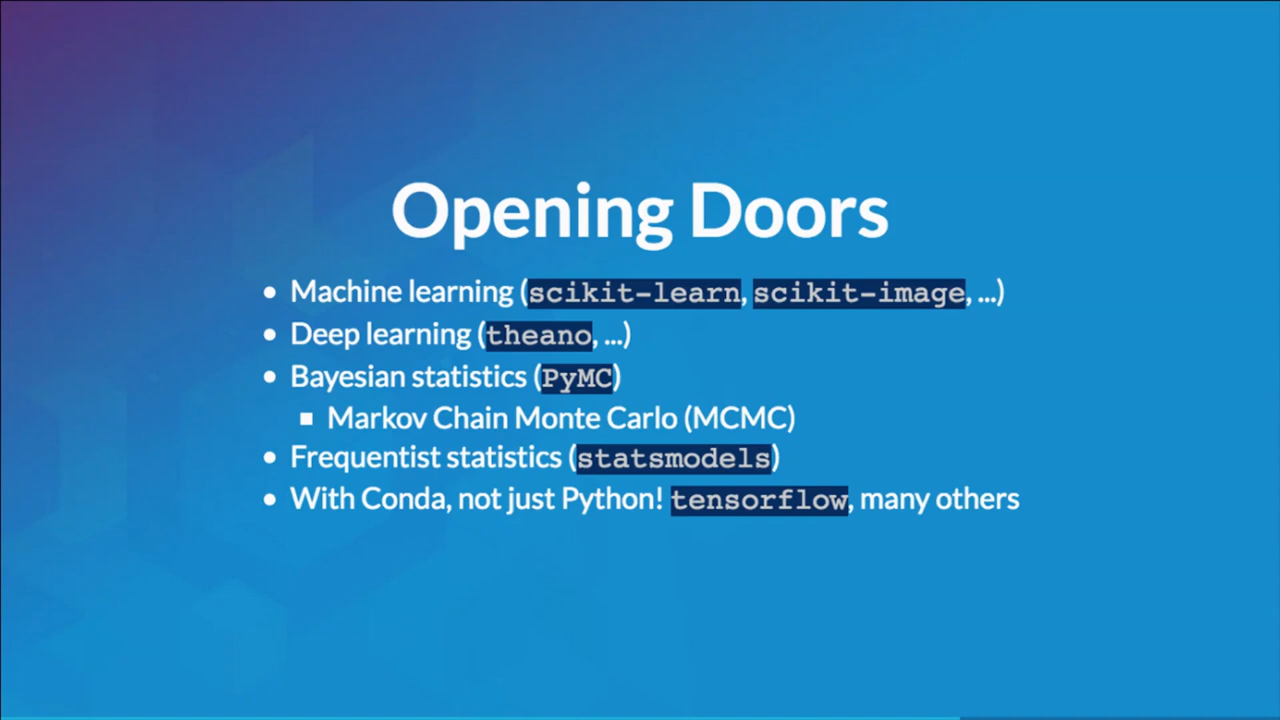 Opening Doors
• Machine learning (scikit-learn, scikit-image, ...)
• Deep learning (theano, ...)
• Bayesian statistics (PyMC)
▪ Markov Chain Monte Carlo (MCMC)
• Frequentist statistics (statsmodels)
• With Conda, not just Python! tensorflow, many others